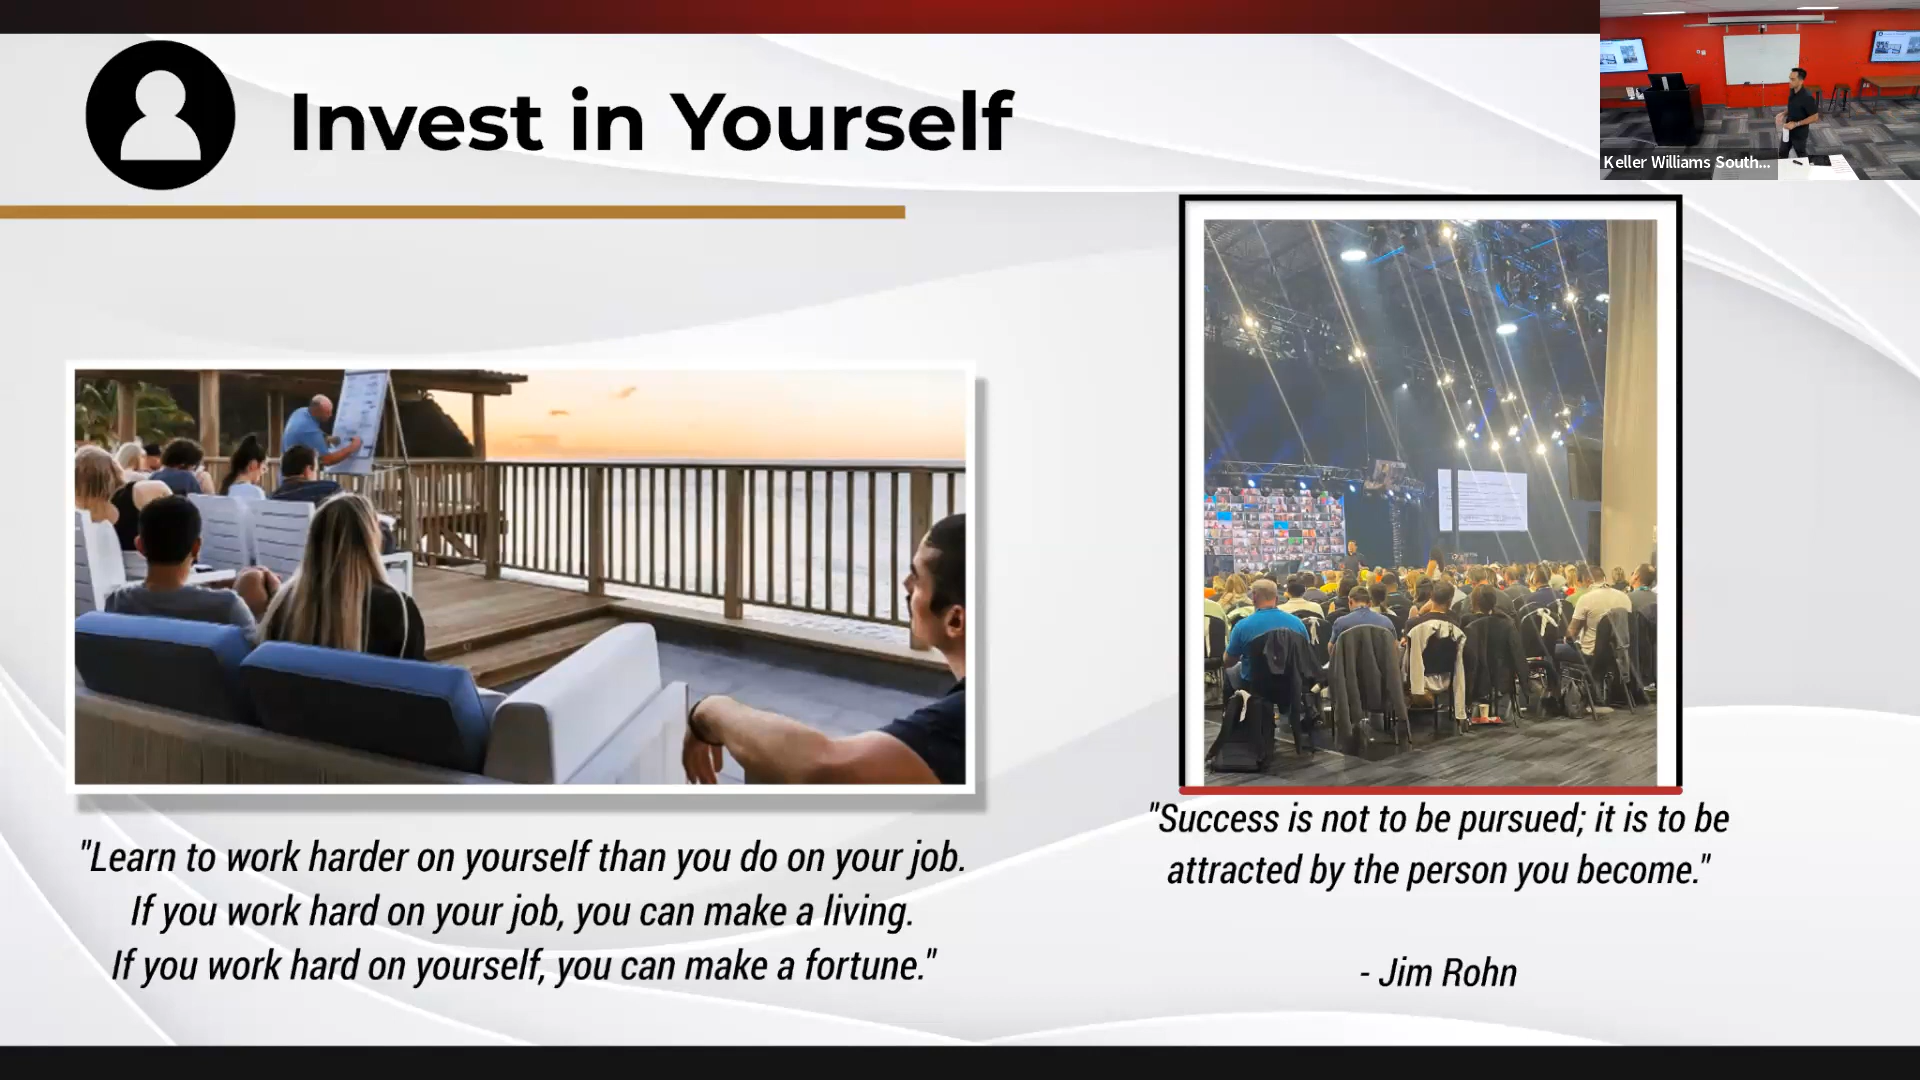 Invest in Yourself
Keller Williams South...
"Learn to work harder on yourself than you do on your job.
If you work hard on your job, you can make a living.
If you work hard on yourself, you can make a fortune."
"Success is not to be pursued; it is to be
attracted by the person you become."
- Jim Rohn